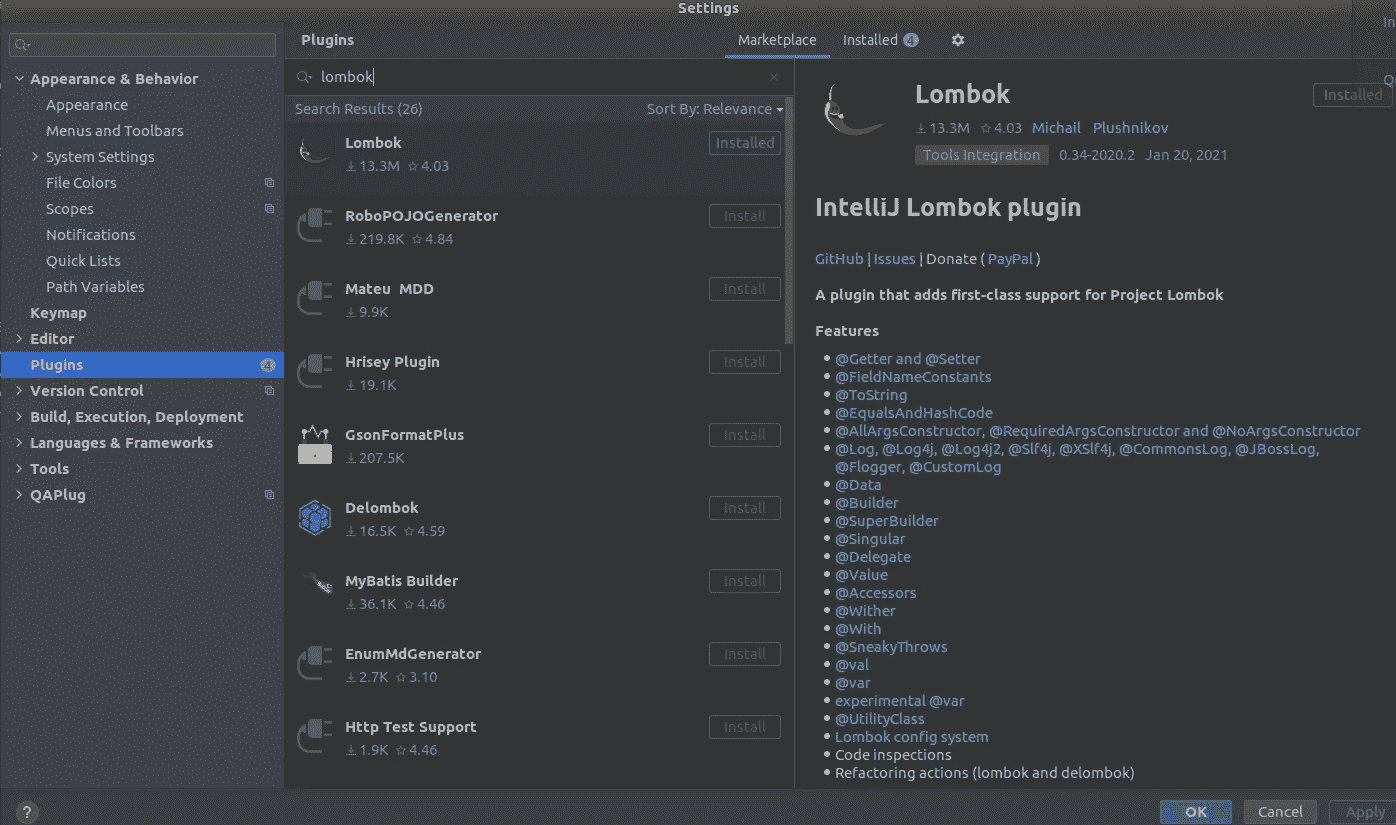 Settings
In
Appearance & Behavior
Appearance
Menus and Toolbars
System Settings
File Colors
Scopes
Notifications
Quick Lists
Path Variables
Keymap
Editor
Plugins 4
Version Control
Build, Execution, Deployment
Languages & Frameworks
Tools
QAPlug
Plugins
Marketplace
Installed 4
lombok
Search Results (26)
Sort By: Relevance
Lombok
13.3M 4.03
Installed
RoboPOJOGenerator
219.8K 4.84
Install
Mateu MDD
9.9K
Install
Hrisey Plugin
19.1K
Install
GsonFormatPlus
207.5K
Install
Delombok
16.5K 4.59
Install
MyBatis Builder
36.1K 4.46
Install
EnumMdGenerator
2.7K 3.10
Install
Http Test Support
1.9K 4.46
Install
Lombok
Installed
13.3M 4.03 Michail Plushnikov
Tools Integration 0.34-2020.2 Jan 20, 2021
IntelliJ Lombok plugin
GitHub | Issues | Donate ( PayPal )
A plugin that adds first-class support for Project Lombok
Features
@Getter and @Setter
@FieldNameConstants
@ToString
@EqualsAndHashCode
@AllArgsConstructor, @RequiredArgsConstructor and @NoArgsConstructor
@Log, @Log4j, @Log4j2, @Slf4j, @XSlf4j, @CommonsLog, @JBossLog,
@Flogger, @CustomLog
@Data
@Builder
@SuperBuilder
@Singular
@Delegate
@Value
@Accessors
@Wither
@With
@SneakyThrows
@val
@var
experimental @var
@UtilityClass
Lombok config system
Code inspections
Refactoring actions (lombok and delombok)
?
OK
Cancel
Apply